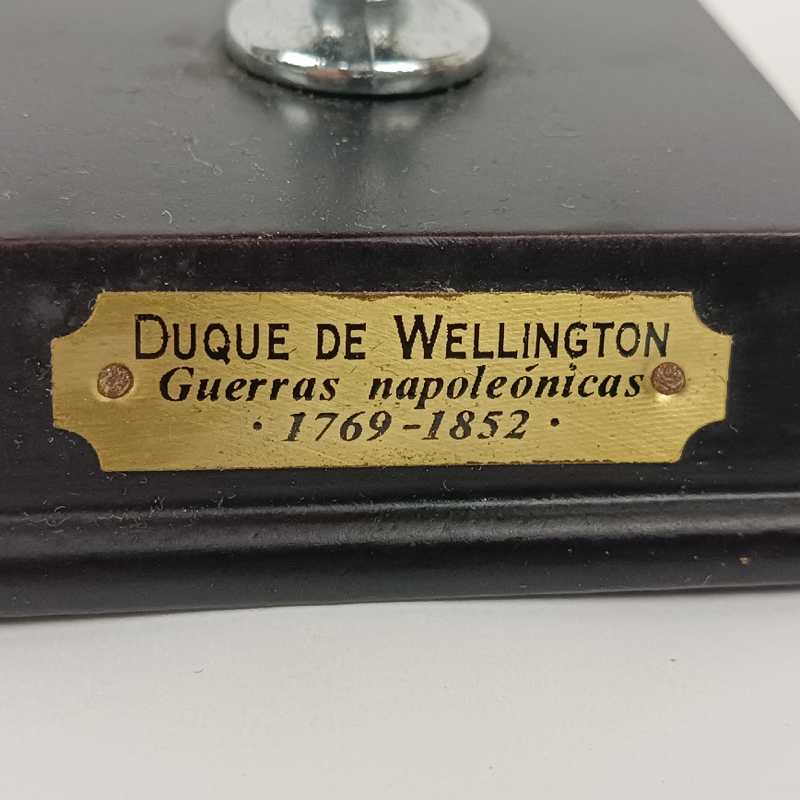 DUQUE DE WELLINGTON
Guerras napoleónicas
· 1769-1852 ·